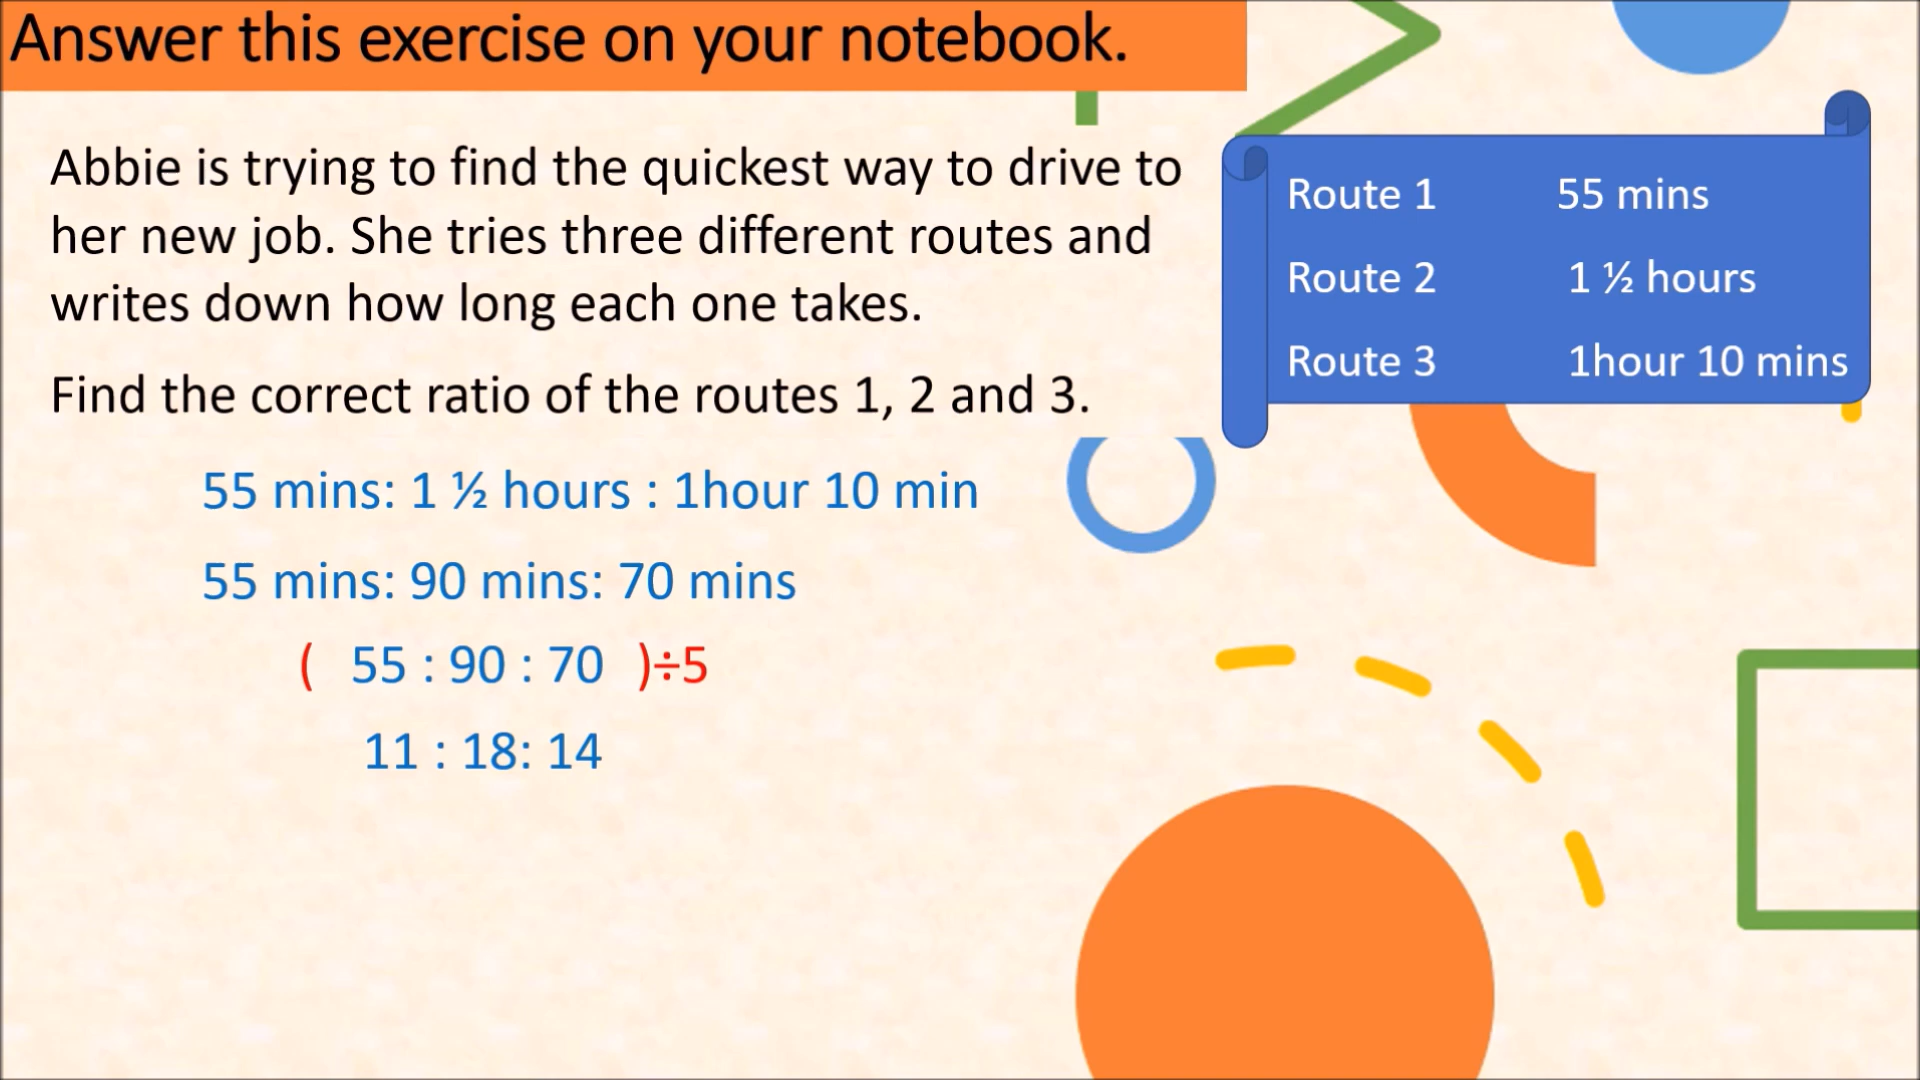 Answer this exercise on your notebook.
Abbie is trying to find the quickest way to drive to
her new job. She tries three different routes and
writes down how long each one takes.
Find the correct ratio of the routes 1, 2 and 3.
Route 1 55 mins
Route 2 1 ½ hours
Route 3 1hour 10 mins
55 mins: 1 ½ hours : 1hour 10 min
55 mins: 90 mins: 70 mins
( 55 : 90 : 70 )÷5
11 : 18: 14